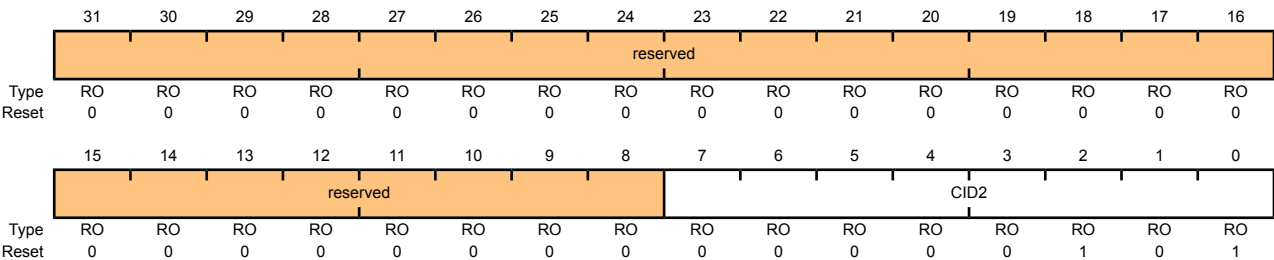 31 30 29 28 27 26 25 24 23 22 21 20 19 18 17 16
reserved
Type RO RO RO RO RO RO RO RO RO RO RO RO RO RO RO RO
Reset 0 0 0 0 0 0 0 0 0 0 0 0 0 0 0 0
15 14 13 12 11 10 9 8 7 6 5 4 3 2 1 0
reserved CID2
Type RO RO RO RO RO RO RO RO RO RO RO RO RO RO RO RO
Reset 0 0 0 0 0 0 0 0 0 0 0 0 0 1 0 1